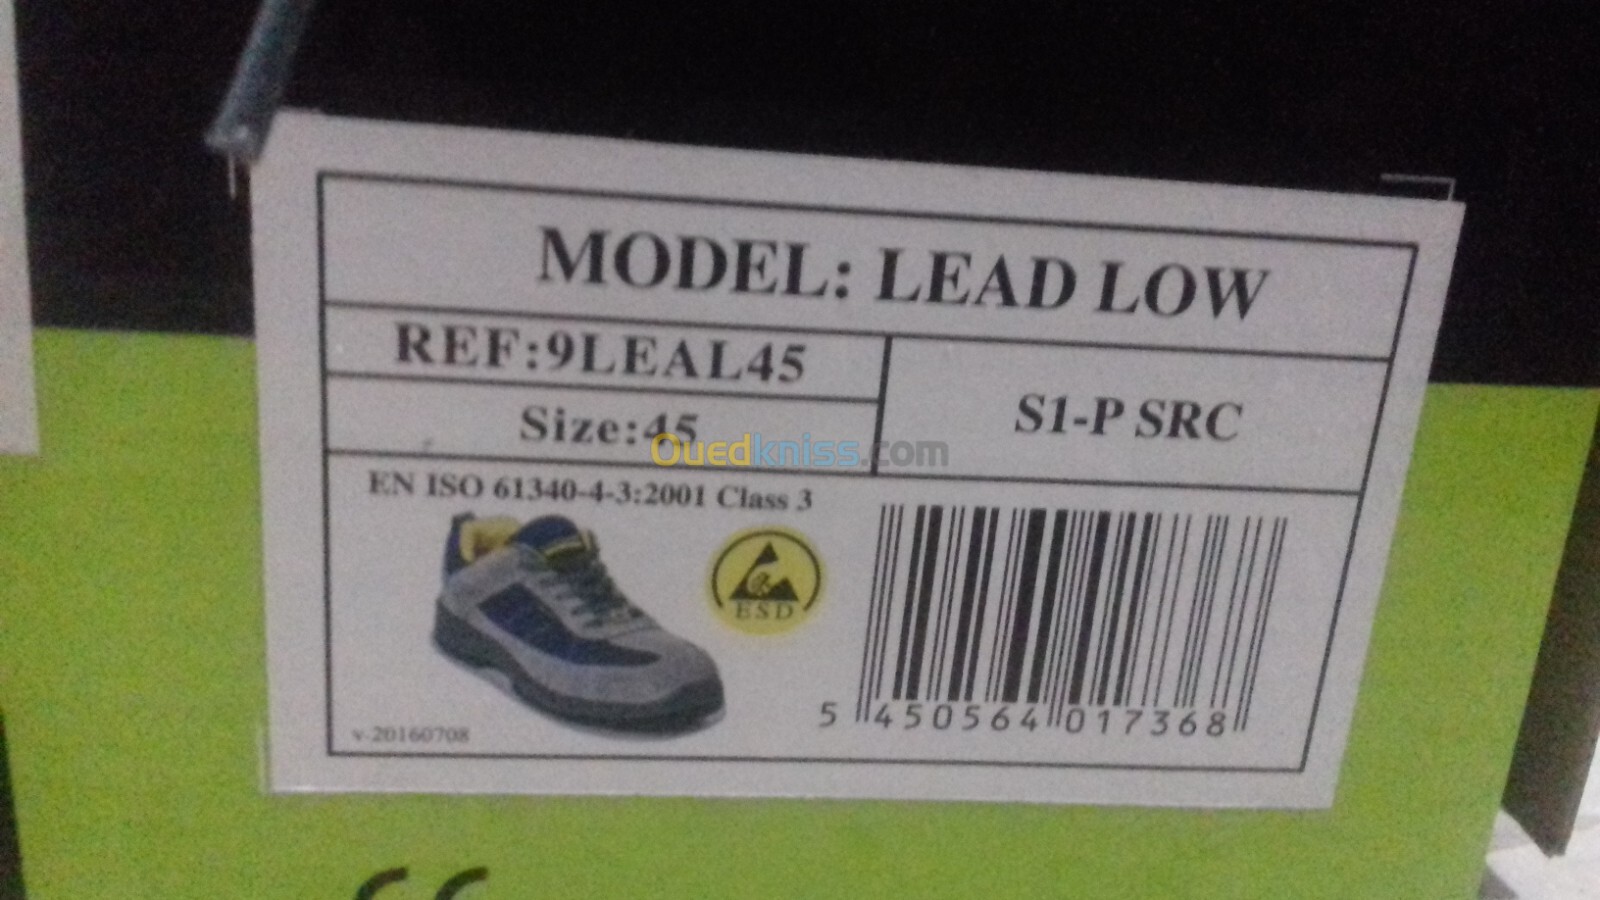 MODEL: LEAD LOW
REF:9LEAL45
S1-P SRC
Size:45
Ouedkniss.com
EN ISO 61340-4-3:2001 Class 3
ESD
5 450564 017368
v-20160708
CE